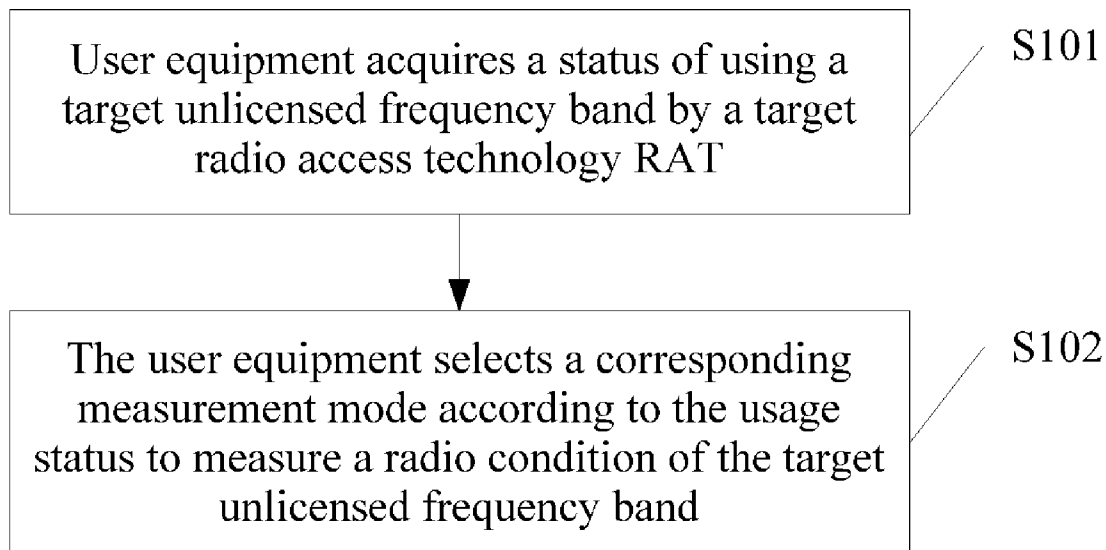 User equipment acquires a status of using a
target unlicensed frequency band by a target
radio access technology RAT
S101
The user equipment selects a corresponding
measurement mode according to the usage
status to measure a radio condition of the target
unlicensed frequency band
S102